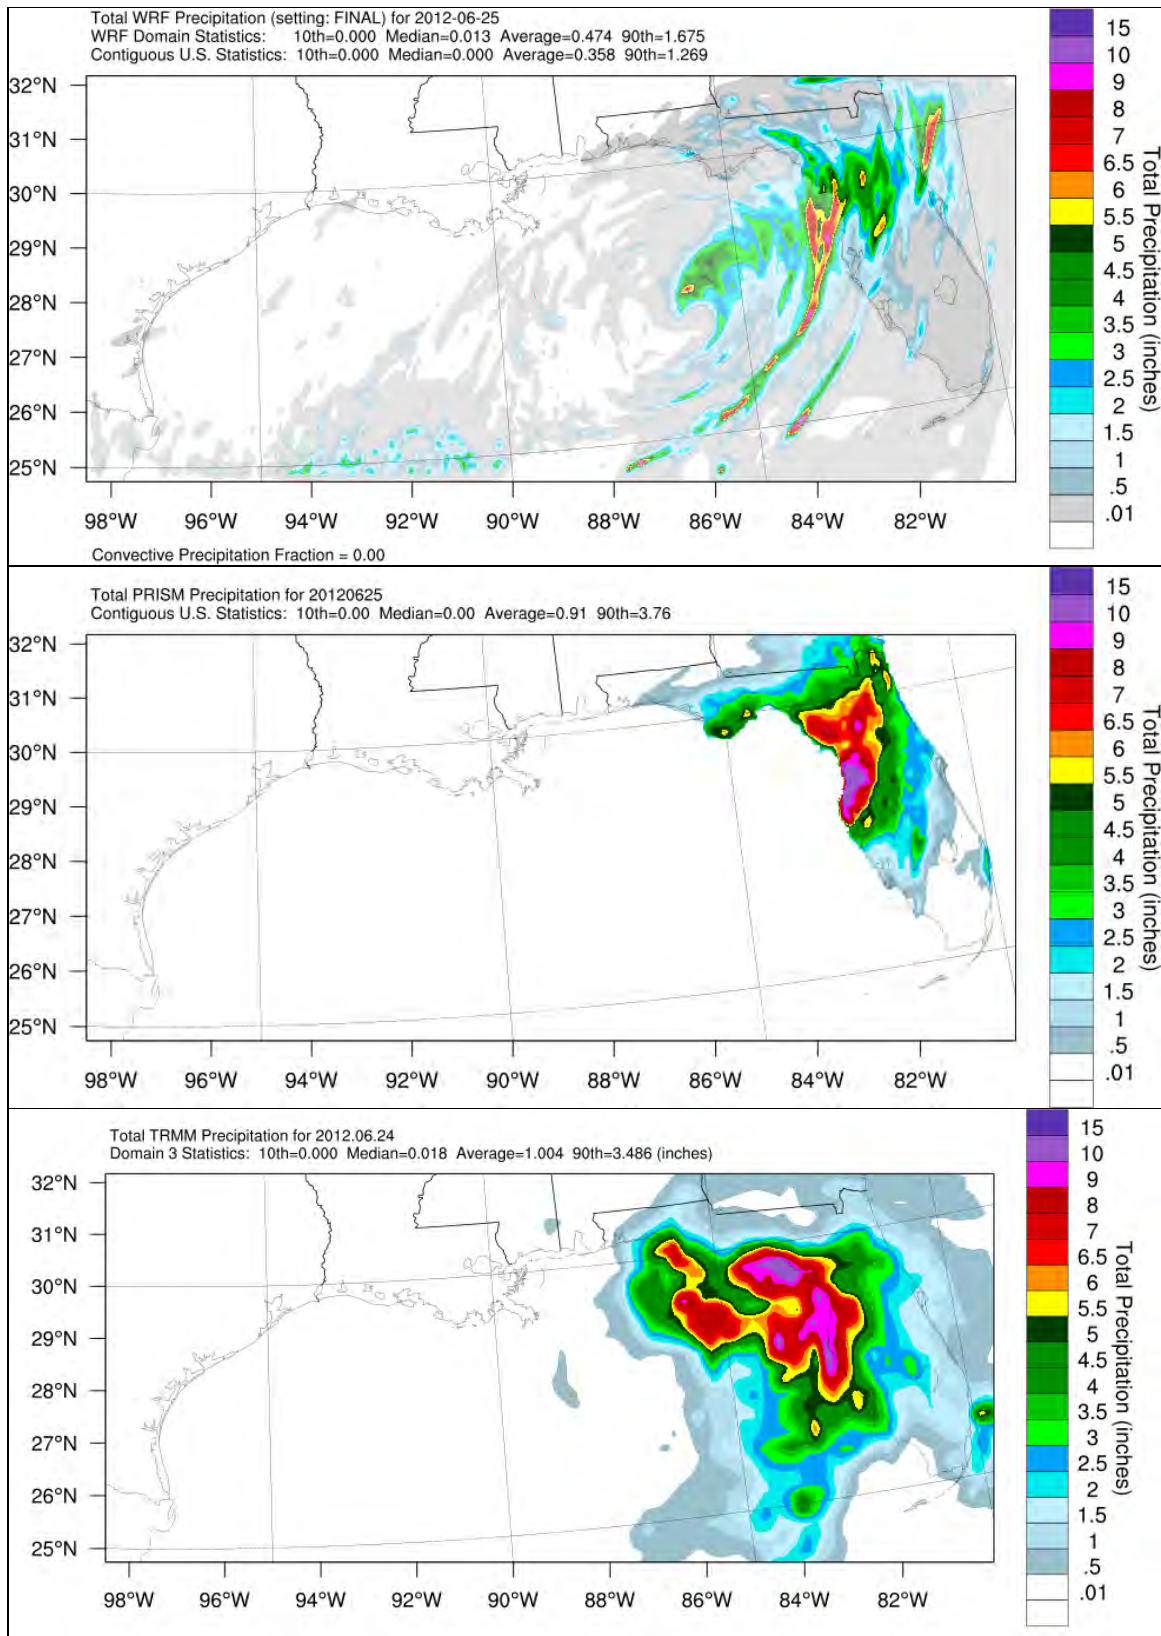 Total WRF Precipitation (setting: FINAL) for 2012-06-25
WRF Domain Statistics: 10th=0.000 Median=0.013 Average=0.474 90th=1.675
Contiguous U.S. Statistics: 10th=0.000 Median=0.000 Average=0.358 90th=1.269
32°N
31°N
30°N
29°N
28°N
27°N
26°N
25°N
98°W 96°W 94°W 92°W 90°W 88°W 86°W 84°W 82°W
Convective Precipitation Fraction = 0.00
15
10
9
8
7
6.5
6
5.5
5
4.5
4
3.5
3
2.5
2
1.5
1
.5
.01
Total Precipitation (inches)
Total PRISM Precipitation for 20120625
Contiguous U.S. Statistics: 10th=0.00 Median=0.00 Average=0.91 90th=3.76
32°N
31°N
30°N
29°N
28°N
27°N
26°N
25°N
98°W 96°W 94°W 92°W 90°W 88°W 86°W 84°W 82°W
15
10
9
8
7
6.5
6
5.5
5
4.5
4
3.5
3
2.5
2
1.5
1
.5
.01
Total Precipitation (inches)
Total TRMM Precipitation for 2012.06.24
Domain 3 Statistics: 10th=0.000 Median=0.018 Average=1.004 90th=3.486 (inches)
32°N
31°N
30°N
29°N
28°N
27°N
26°N
25°N
98°W 96°W 94°W 92°W 90°W 88°W 86°W 84°W 82°W
15
10
9
8
7
6.5
6
5.5
5
4.5
4
3.5
3
2.5
2
1.5
1
.5
.01
Total Precipitation (inches)